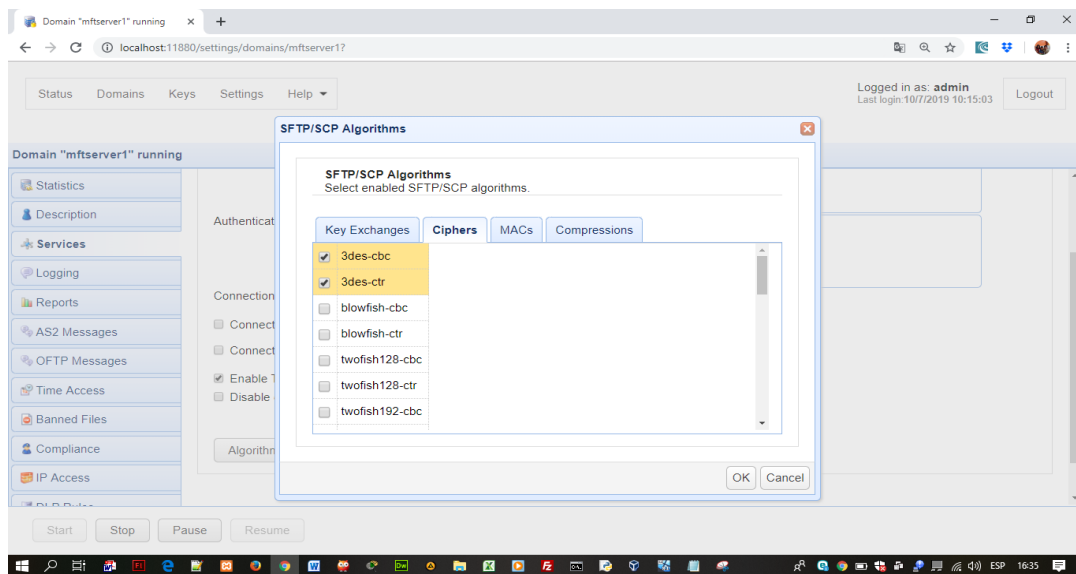 Domain "mftserver1" running
localhost:11880/settings/domains/mftserver1?
Status Domains Keys Settings Help
Logged in as: admin
Last login:10/7/2019 10:15:03
Logout
SFTP/SCP Algorithms
Domain "mftserver1" running
Statistics
Description
Services
Logging
Reports
AS2 Messages
OFTP Messages
Time Access
Banned Files
Compliance
IP Access
DLP Rules
Authenticat
Connection
Connect
Connect
Enable T
Disable
Algorithm
SFTP/SCP Algorithms
Select enabled SFTP/SCP algorithms.
Key Exchanges Ciphers MACs Compressions
3des-cbc
3des-ctr
blowfish-cbc
blowfish-ctr
twofish128-cbc
twofish128-ctr
twofish192-cbc
OK Cancel
Start Stop Pause Resume
ESP 16:35